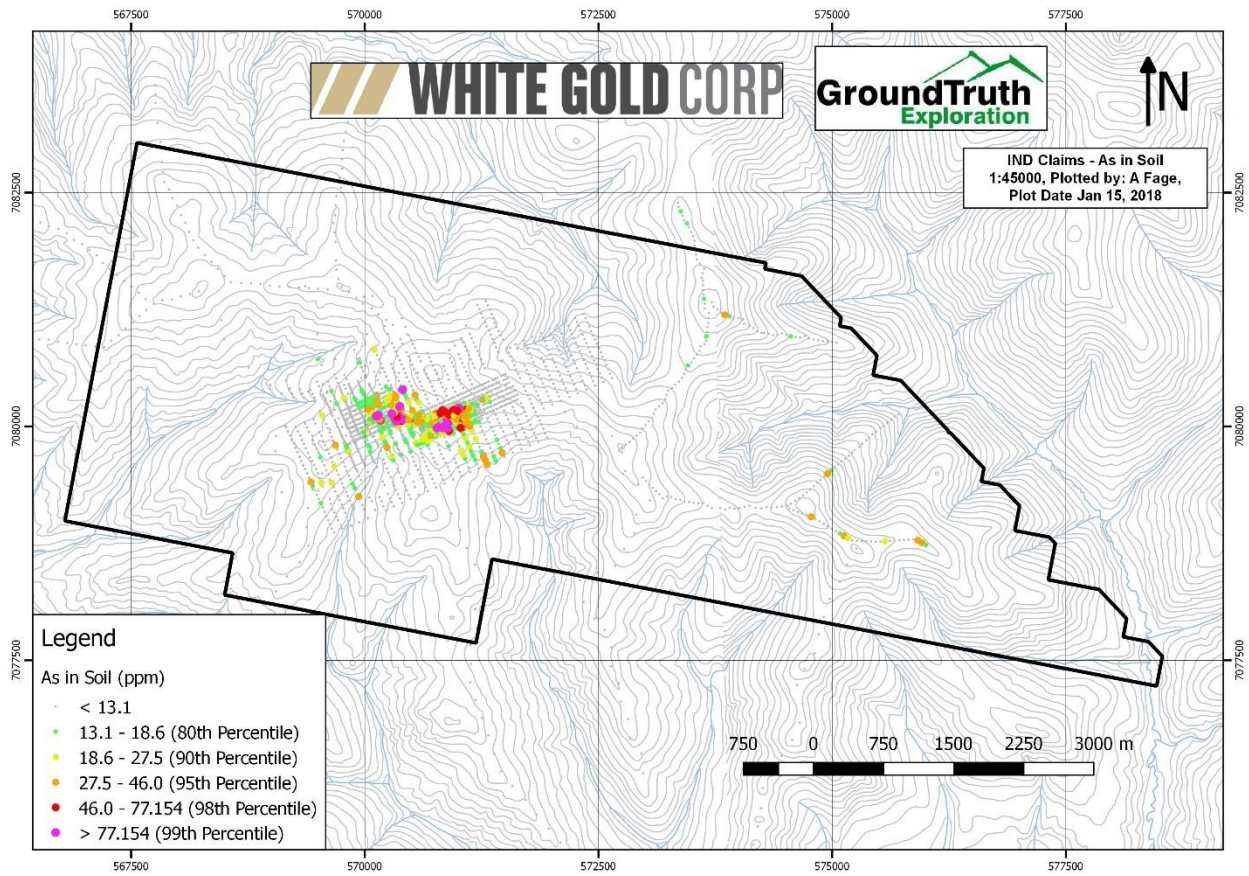 567500 570000 572500 575000 577500
WHITE GOLD CORP
GroundTruth
Exploration
N
IND Claims - As in Soil
1:45000, Plotted by: A Fage,
Plot Date Jan 15, 2018
7082500 7082500
7080000 7080000
7077500 7077500
Legend
As in Soil (ppm)
< 13.1
13.1 - 18.6 (80th Percentile)
18.6 - 27.5 (90th Percentile)
27.5 - 46.0 (95th Percentile)
46.0 - 77.154 (98th Percentile)
> 77.154 (99th Percentile)
750 0 750 1500 2250 3000 m
567500 570000 572500 575000 577500